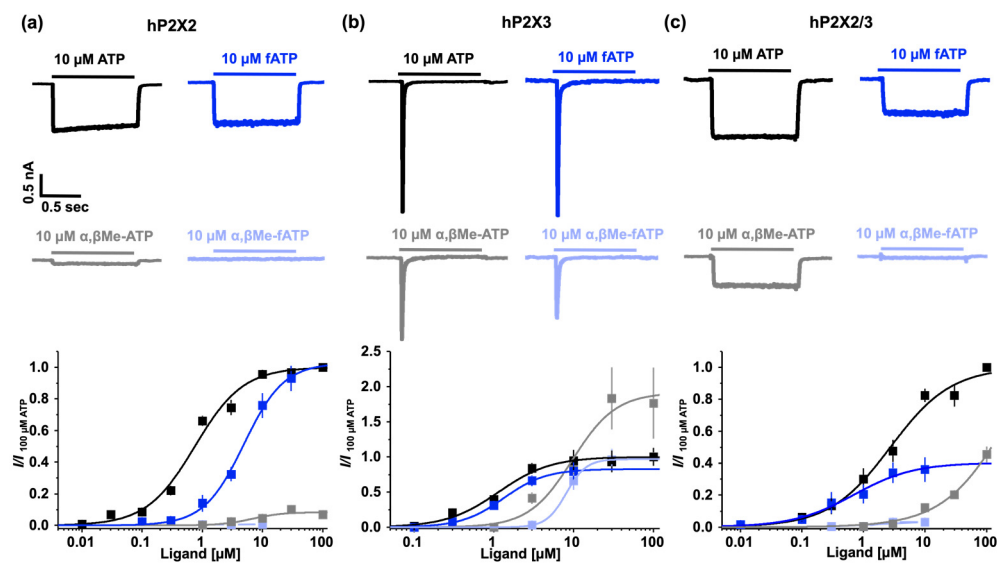 (a) hP2X2
(b) hP2X3
(c) hP2X2/3
10 µM ATP
10 µM fATP
10 µM ATP
10 µM fATP
10 µM ATP
10 µM fATP
0.5 nA
0.5 sec
10 µM α,βMe-ATP
10 µM α,βMe-fATP
10 µM α,βMe-ATP
10 µM α,βMe-fATP
10 µM α,βMe-ATP
10 µM α,βMe-fATP
I/I 100 µM ATP
1.0
0.8
0.6
0.4
0.2
0.0
0.01 0.1 1 10 100
Ligand [µM]
I/I 100 µM ATP
2.5
2.0
1.5
1.0
0.5
0.0
0.01 0.1 1 10 100
Ligand [µM]
I/I 100 µM ATP
1.0
0.8
0.6
0.4
0.2
0.0
0.01 0.1 1 10 100
Ligand [µM]